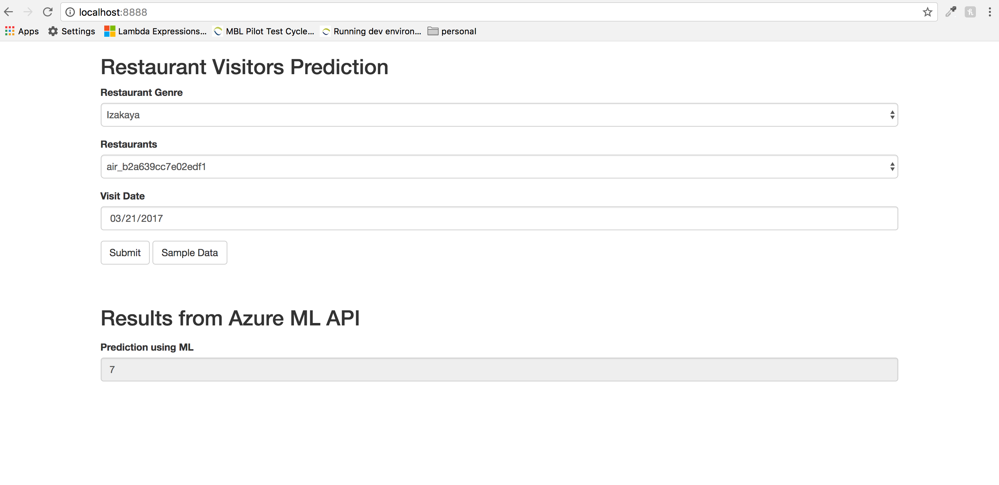 localhost:8888
Apps Settings Lambda Expressions... MBL Pilot Test Cycle... Running dev environ... personal
Restaurant Visitors Prediction
Restaurant Genre
Izakaya
Restaurants
air_b2a639cc7e02edf1
Visit Date
03/21/2017
Submit Sample Data
Results from Azure ML API
Prediction using ML
7